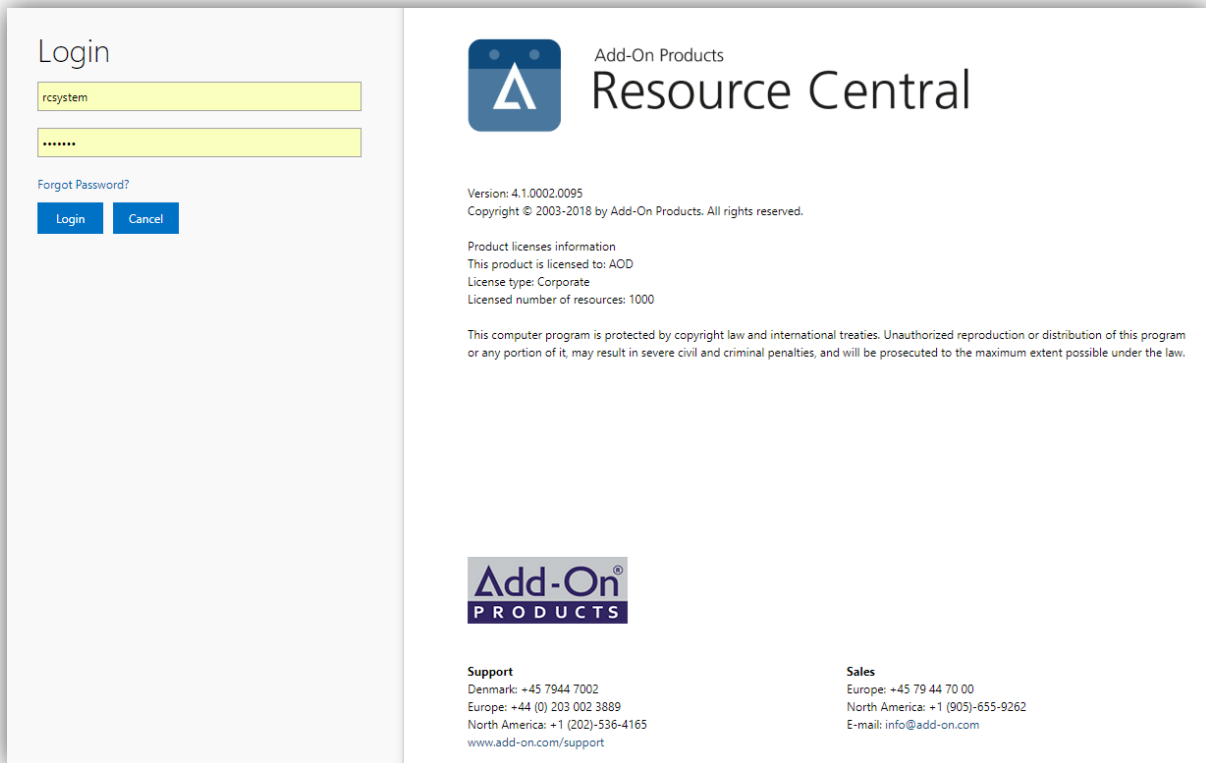 Login
rcsystem
•••••••
Forgot Password?
Login Cancel
Add-On Products
Resource Central
Version: 4.1.0002.0095
Copyright © 2003-2018 by Add-On Products. All rights reserved.
Product licenses information
This product is licensed to: AOD
License type: Corporate
Licensed number of resources: 1000
This computer program is protected by copyright law and international treaties. Unauthorized reproduction or distribution of this program
or any portion of it, may result in severe civil and criminal penalties, and will be prosecuted to the maximum extent possible under the law.
Add-On®
PRODUCTS
Support
Denmark: +45 7944 7002
Europe: +44 (0) 203 002 3889
North America: +1 (202)-536-4165
www.add-on.com/support
Sales
Europe: +45 79 44 70 00
North America: +1 (905)-655-9262
E-mail: info@add-on.com